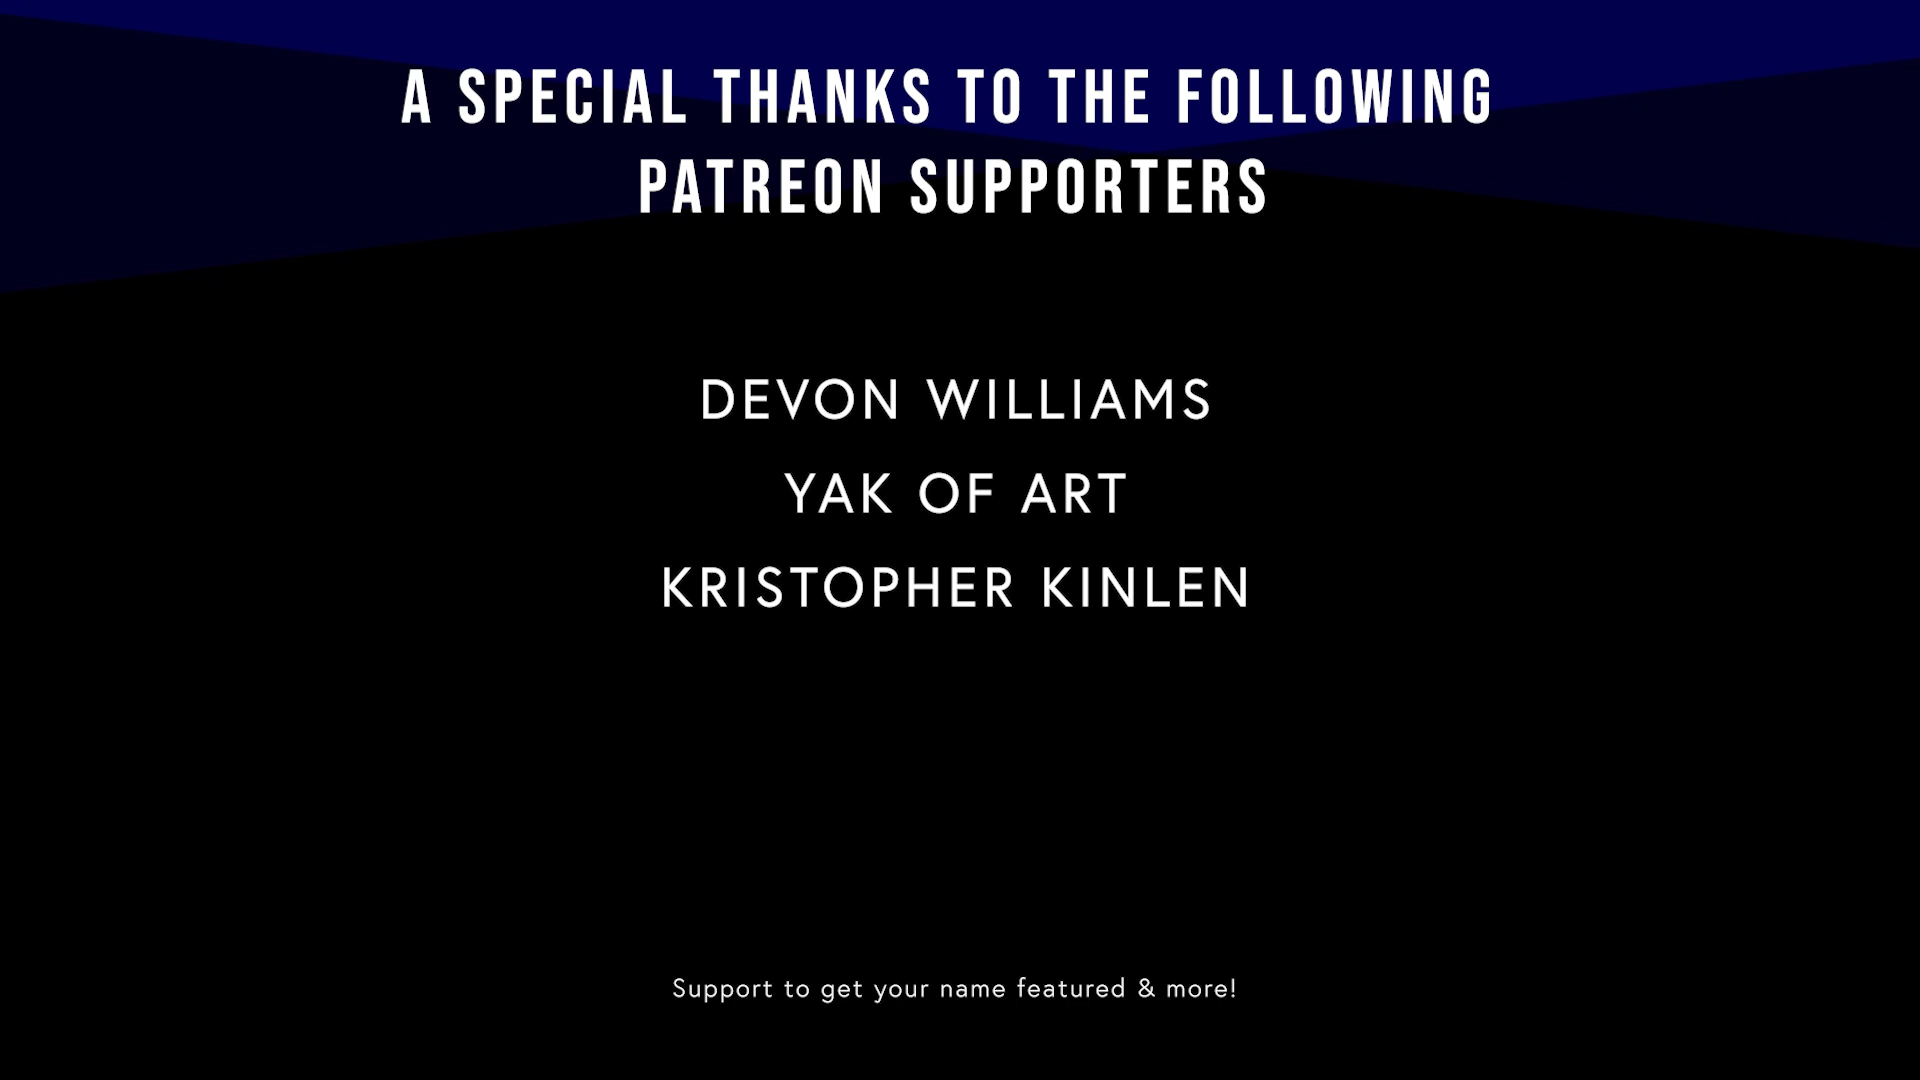 A SPECIAL THANKS TO THE FOLLOWING
PATREON SUPPORTERS
DEVON WILLIAMS
YAK OF ART
KRISTOPHER KINLEN
Support to get your name featured & more!